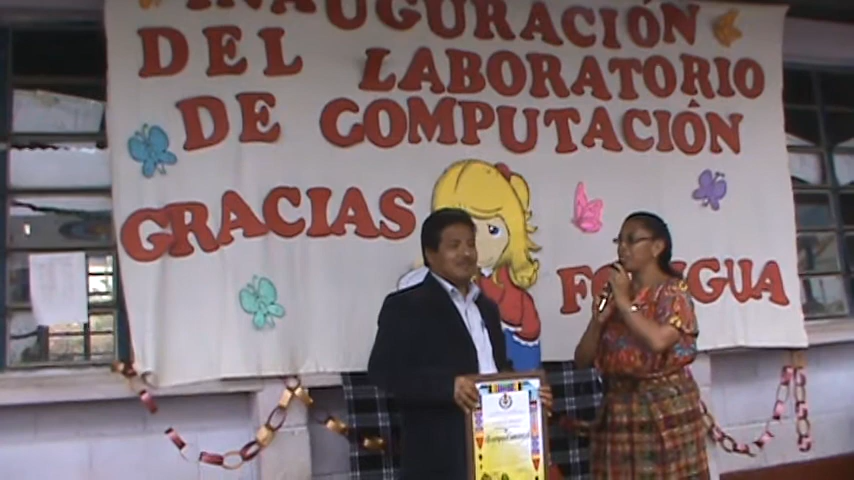 INAUGURACIÓN
DEL LABORATORIO
DE COMPUTACIÓN
GRACIAS